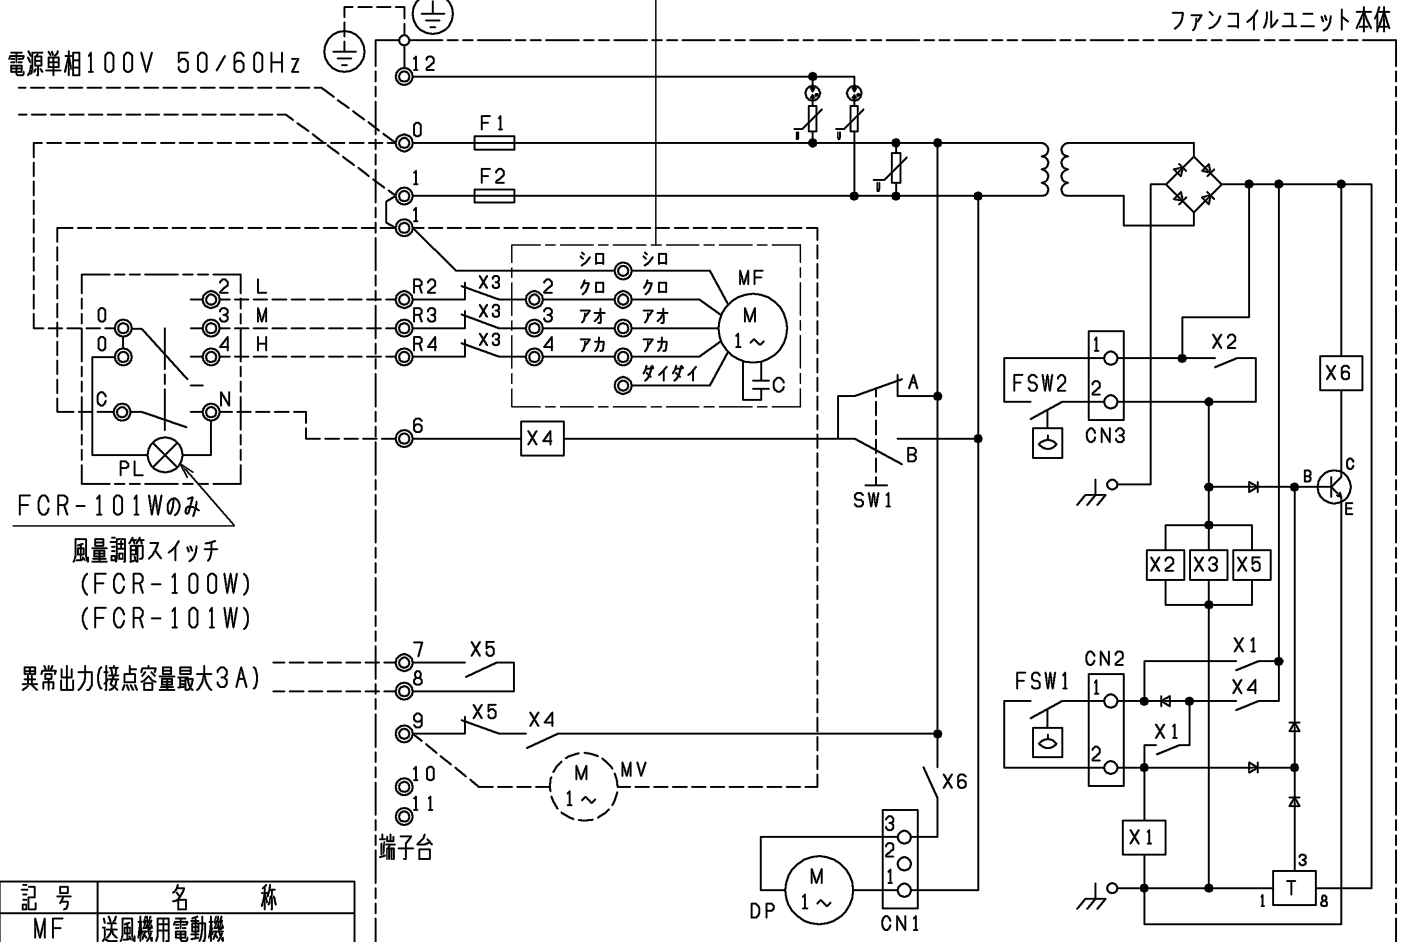 ファンコイルユニット本体
電源単相100V 50/60Hz
12
0
F1
1
F2
1
シロ シロ
MF
2 L
R2 X3 2 クロ クロ
0 3 M
R3 X3 3 アオ アオ
M
1～
0 4 H
R4 X3 4 アカ アカ
ダイダイ
C
C N
PL
FCR-101Wのみ
風量調節スイッチ
(FCR-100W)
(FCR-101W)
6
X4
A
B
SW1
1
X2
FSW2
2
CN3
X6
B
C
E
X2 X3 X5
7
X5
異常出力(接点容量最大3A)
8
9
X5
X4
10
M
1～
MV
11
端子台
X1
CN2
FSW1
1
X4
X1
2
X6
3
2
1
M
1～
DP
CN1
X1
3
T
1
8
記号 名称
MF 送風機用電動機